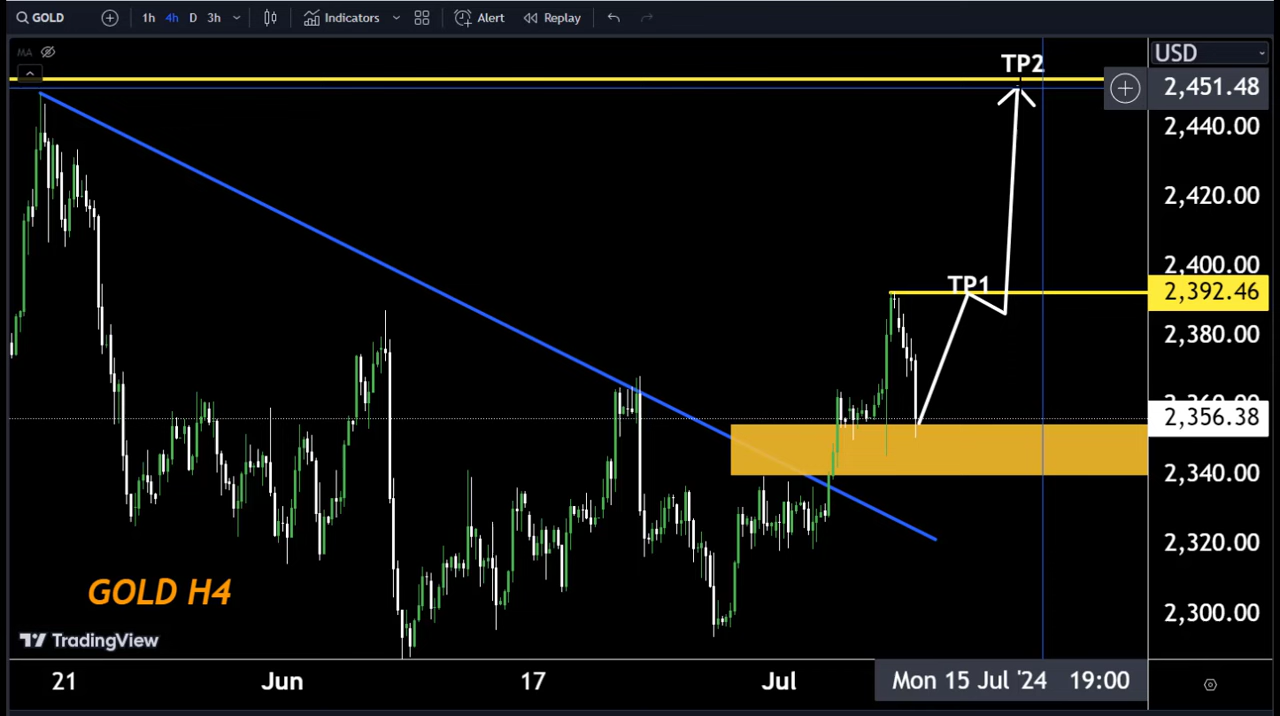 GOLD 1h 4h D 3h Indicators Alert Replay
MA
USD
TP2
2,451.48
2,440.00
2,420.00
2,400.00
TP1
2,392.46
2,380.00
2,356.38
2,340.00
2,320.00
GOLD H4
2,300.00
TradingView
21 Jun 17 Jul Mon 15 Jul '24 19:00